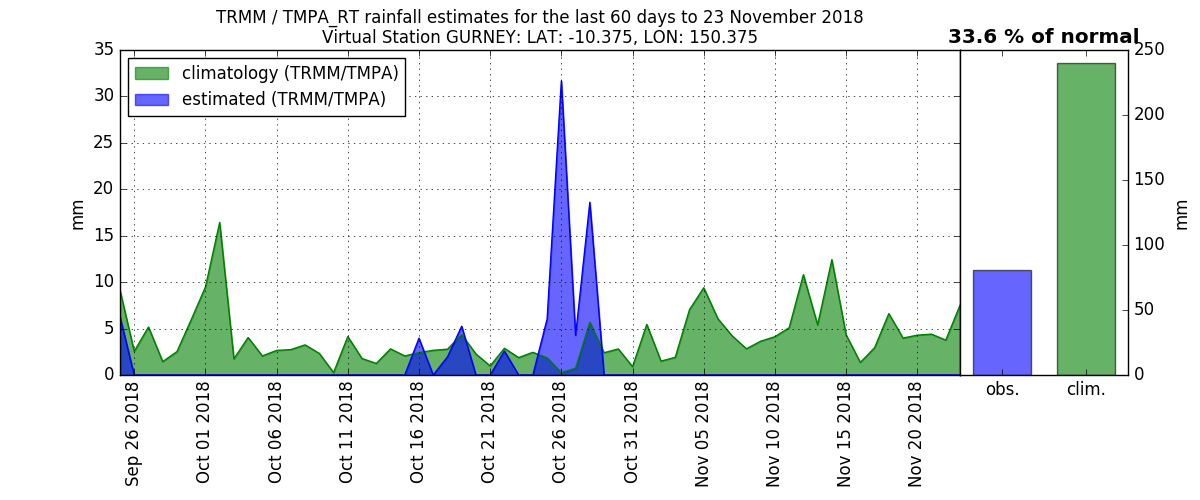 TRMM / TMPA_RT rainfall estimates for the last 60 days to 23 November 2018
Virtual Station GURNEY: LAT: -10.375, LON: 150.375
33.6 % of normal
climatology (TRMM/TMPA)
estimated (TRMM/TMPA)
35
30
25
20
15
10
5
0
mm
Sep 26 2018
Oct 01 2018
Oct 06 2018
Oct 11 2018
Oct 16 2018
Oct 21 2018
Oct 26 2018
Oct 31 2018
Nov 05 2018
Nov 10 2018
Nov 15 2018
Nov 20 2018
obs.
clim.
250
200
150
100
50
0
mm